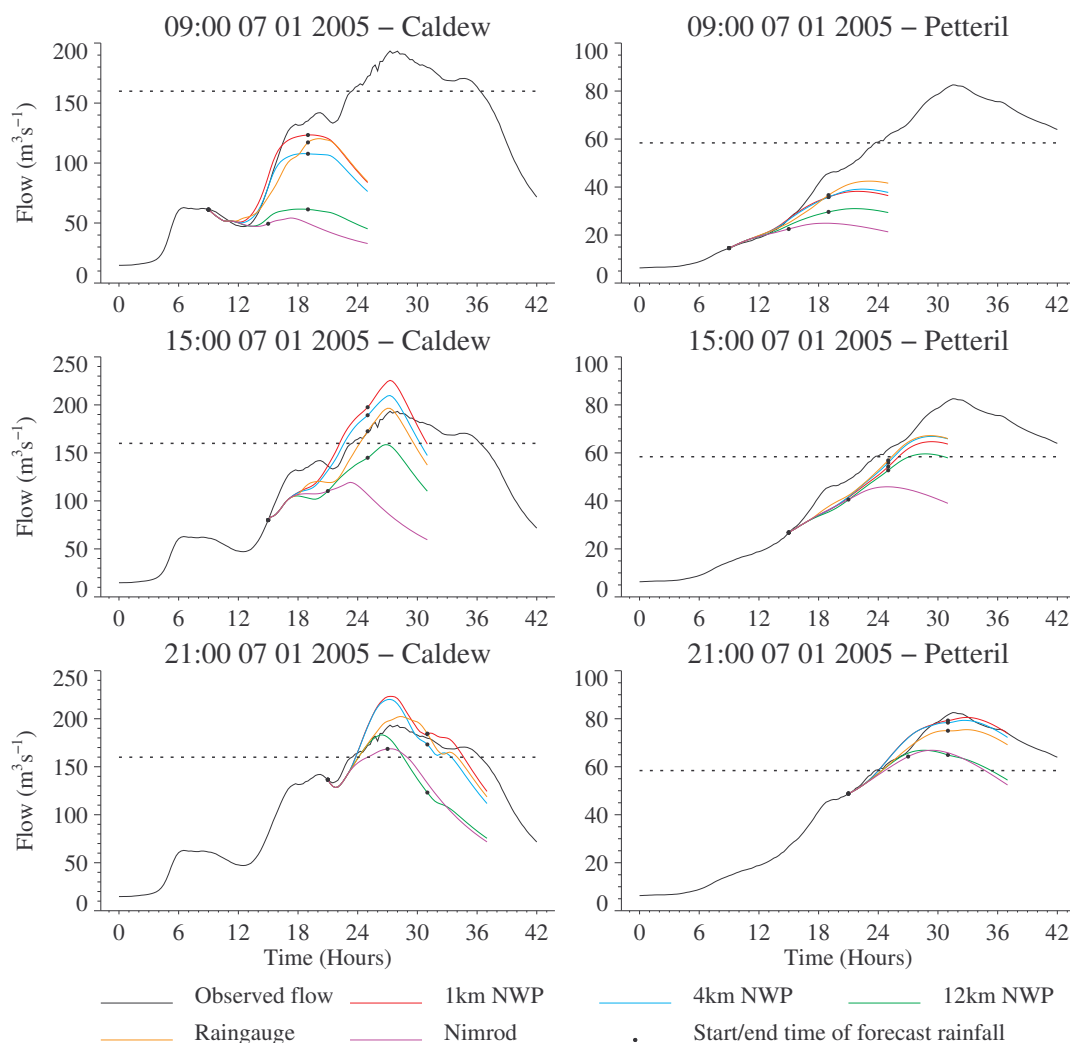 09:00 07 01 2005 – Caldew
09:00 07 01 2005 – Petteril
Flow (m³s⁻¹)
200
150
100
50
0
100
80
60
40
20
0
0 6 12 18 24 30 36 42
0 6 12 18 24 30 36 42
15:00 07 01 2005 – Caldew
15:00 07 01 2005 – Petteril
Flow (m³s⁻¹)
250
200
150
100
50
0
100
80
60
40
20
0
0 6 12 18 24 30 36 42
0 6 12 18 24 30 36 42
21:00 07 01 2005 – Caldew
21:00 07 01 2005 – Petteril
Flow (m³s⁻¹)
250
200
150
100
50
0
100
80
60
40
20
0
0 6 12 18 24 30 36 42
0 6 12 18 24 30 36 42
Time (Hours)
Time (Hours)
Observed flow 1km NWP 4km NWP 12km NWP
Raingauge Nimrod Start/end time of forecast rainfall